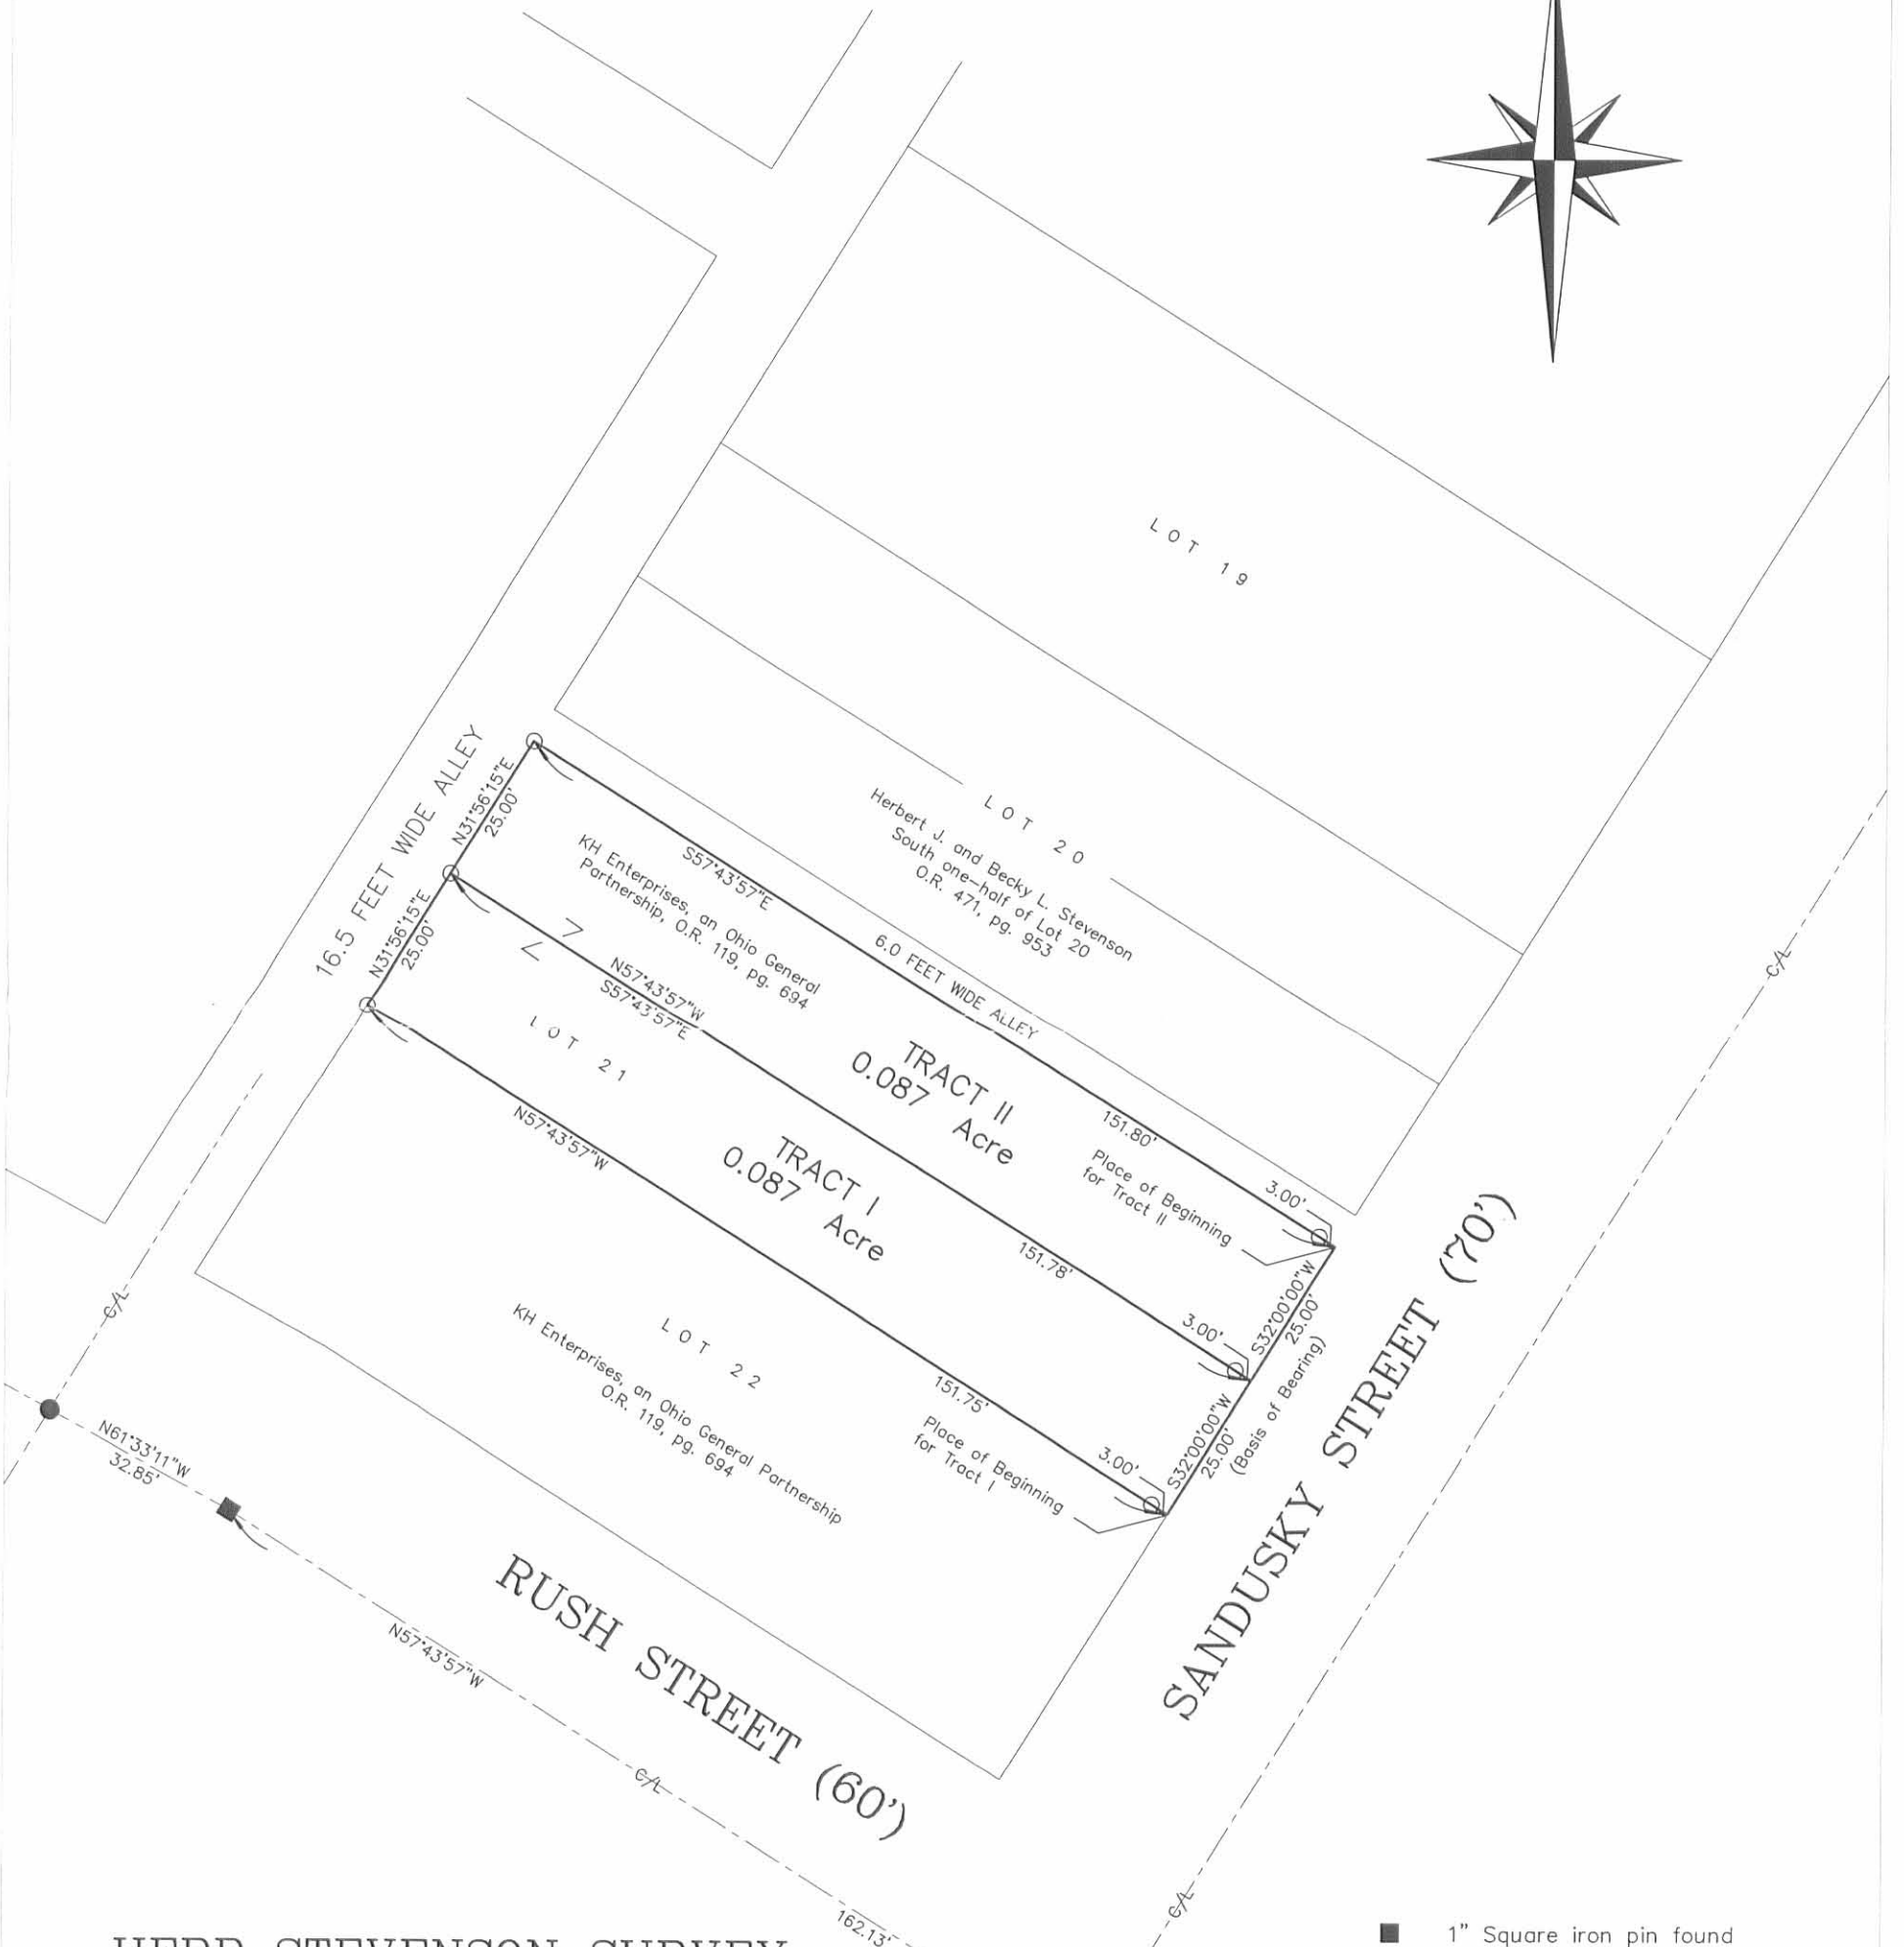 LOT 19
LOT 20
Herbert J. and Becky L. Stevenson
South one-half of Lot 20
O.R. 471, pg. 953
16.5 FEET WIDE ALLEY
N31°56'15"E
25.00'
N31°56'15"E
25.00'
KH Enterprises, an Ohio General
Partnership, O.R. 119, pg. 694
S57°43'57"E
6.0 FEET WIDE ALLEY
151.80'
3.00'
N57°43'57"W
S57°43'57"E
LOT 21
TRACT II
0.087 Acre
Place of Beginning
for Tract II
151.78'
3.00'
TRACT I
0.087 Acre
N57°43'57"W
151.75'
3.00'
Place of Beginning
for Tract I
S32°00'00"W
25.00'
S32°00'00"W
25.00'
(Basis of Bearing)
SANDUSKY STREET (70')
C/L
LOT 22
KH Enterprises, an Ohio General Partnership
O.R. 119, pg. 694
C/L
N61°33'11"W
32.85'
RUSH STREET (60')
N57°43'57"W
C/L
162.13'
C/L
HERB STEVENSON SURVEY
1" Square iron pin found